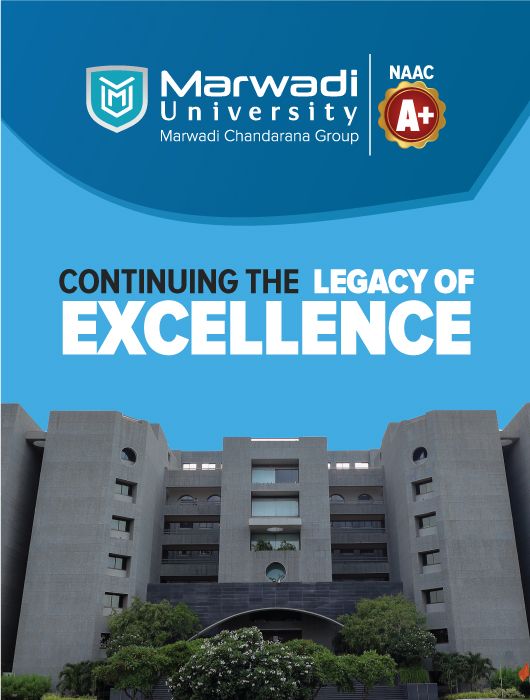 Marwadi
University
Marwadi Chandarana Group
NAAC
A+
CONTINUING THE LEGACY OF
EXCELLENCE